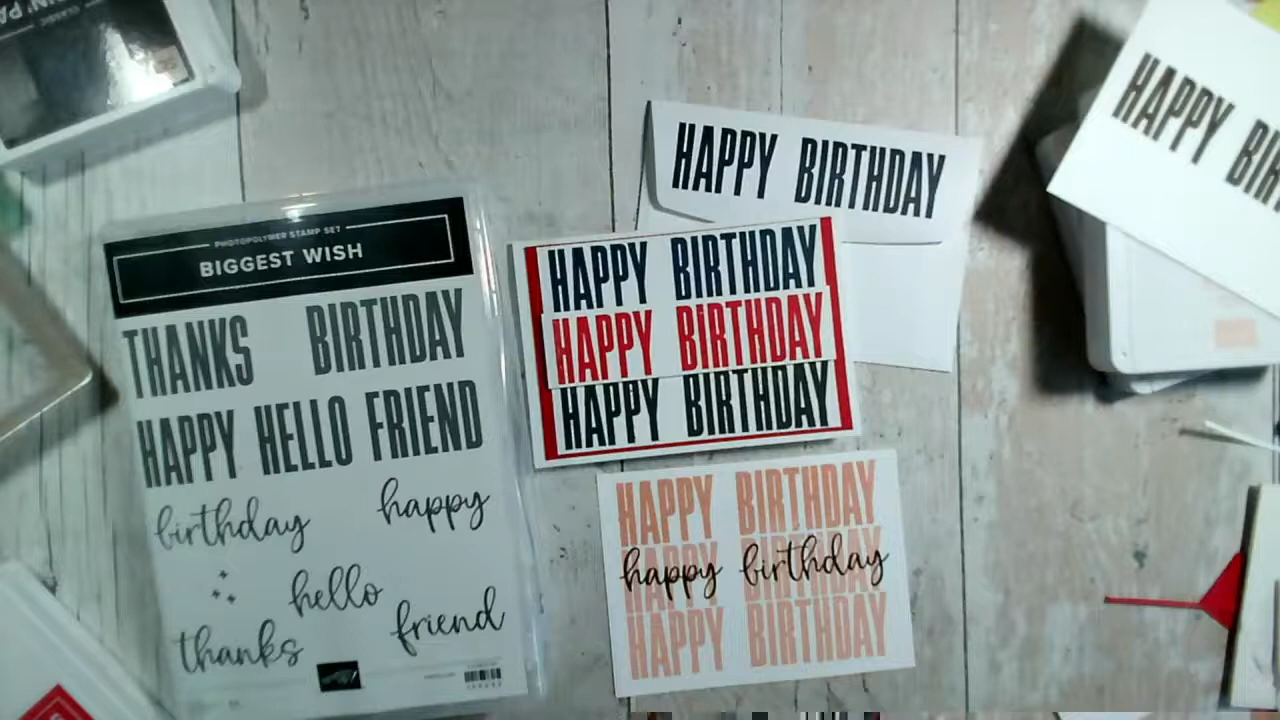 PHOTOPOLYMER STAMP SET
BIGGEST WISH
THANKS BIRTHDAY
HAPPY HELLO FRIEND
birthday happy
hello
thanks friend
HAPPY BIRTHDAY
HAPPY BIRTHDAY
HAPPY BIRTHDAY
HAPPY BIRTHDAY
HAPPY BIRTHDAY
happy birthday
HAPPY BIRTHDAY
HAPPY BIRTHDAY
HAPPY BIR